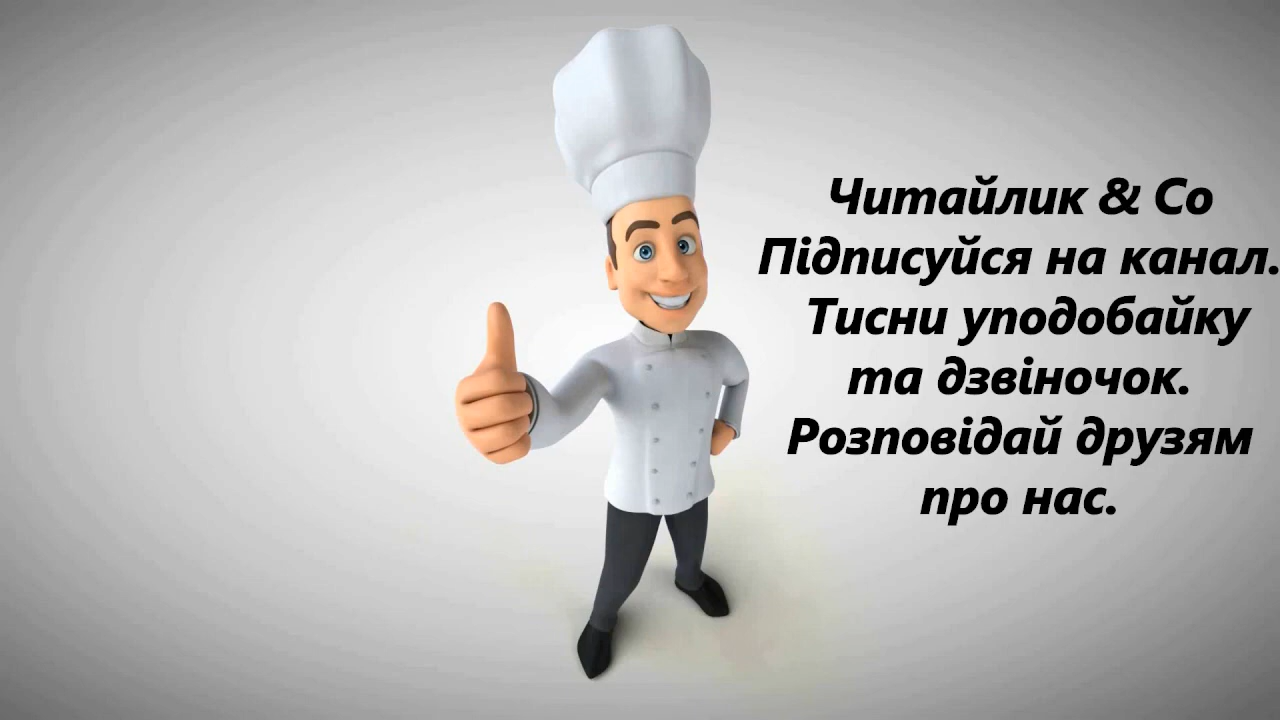 Читайлик & Co
Підписуйся на канал.
Тисни уподобайку
та дзвіночок.
Розповідай друзям
про нас.